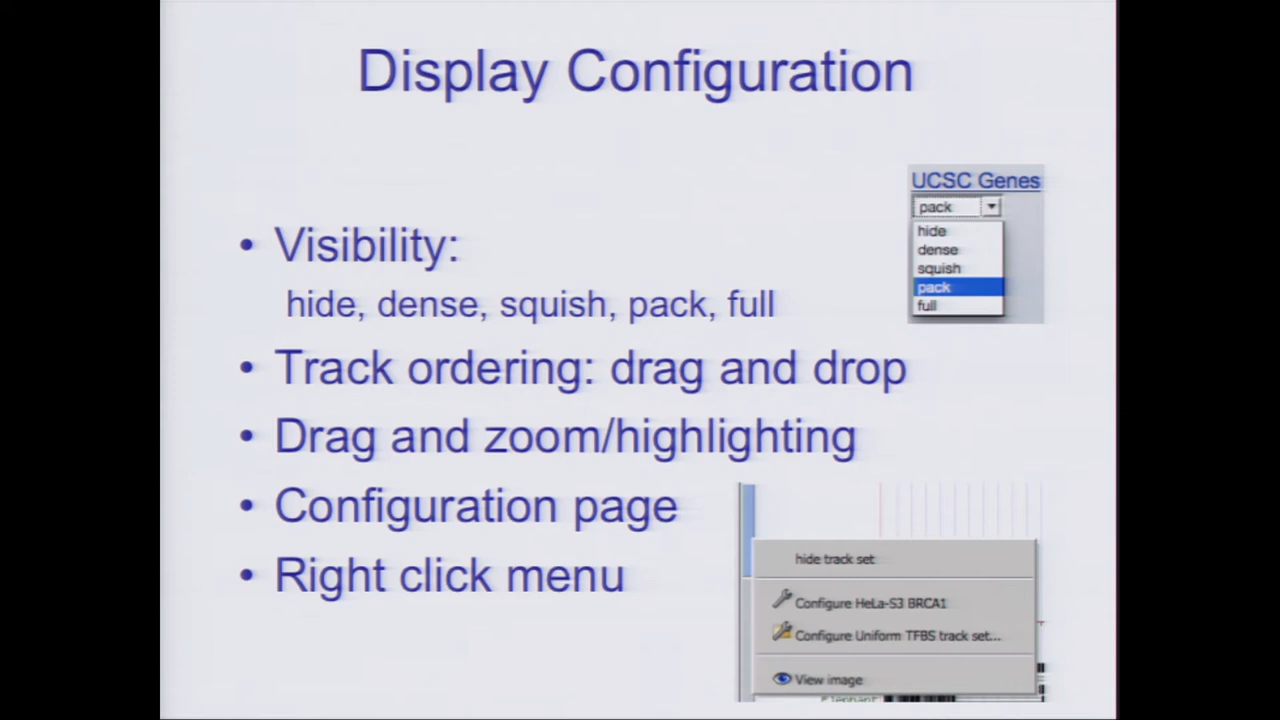 Display Configuration
UCSC Genes
pack
hide
dense
squish
pack
full
• Visibility:
hide, dense, squish, pack, full
• Track ordering: drag and drop
• Drag and zoom/highlighting
• Configuration page
• Right click menu
hide track set
Configure HeLa-S3 BRCA1
Configure Uniform TFBS track set...
View image
Elephant